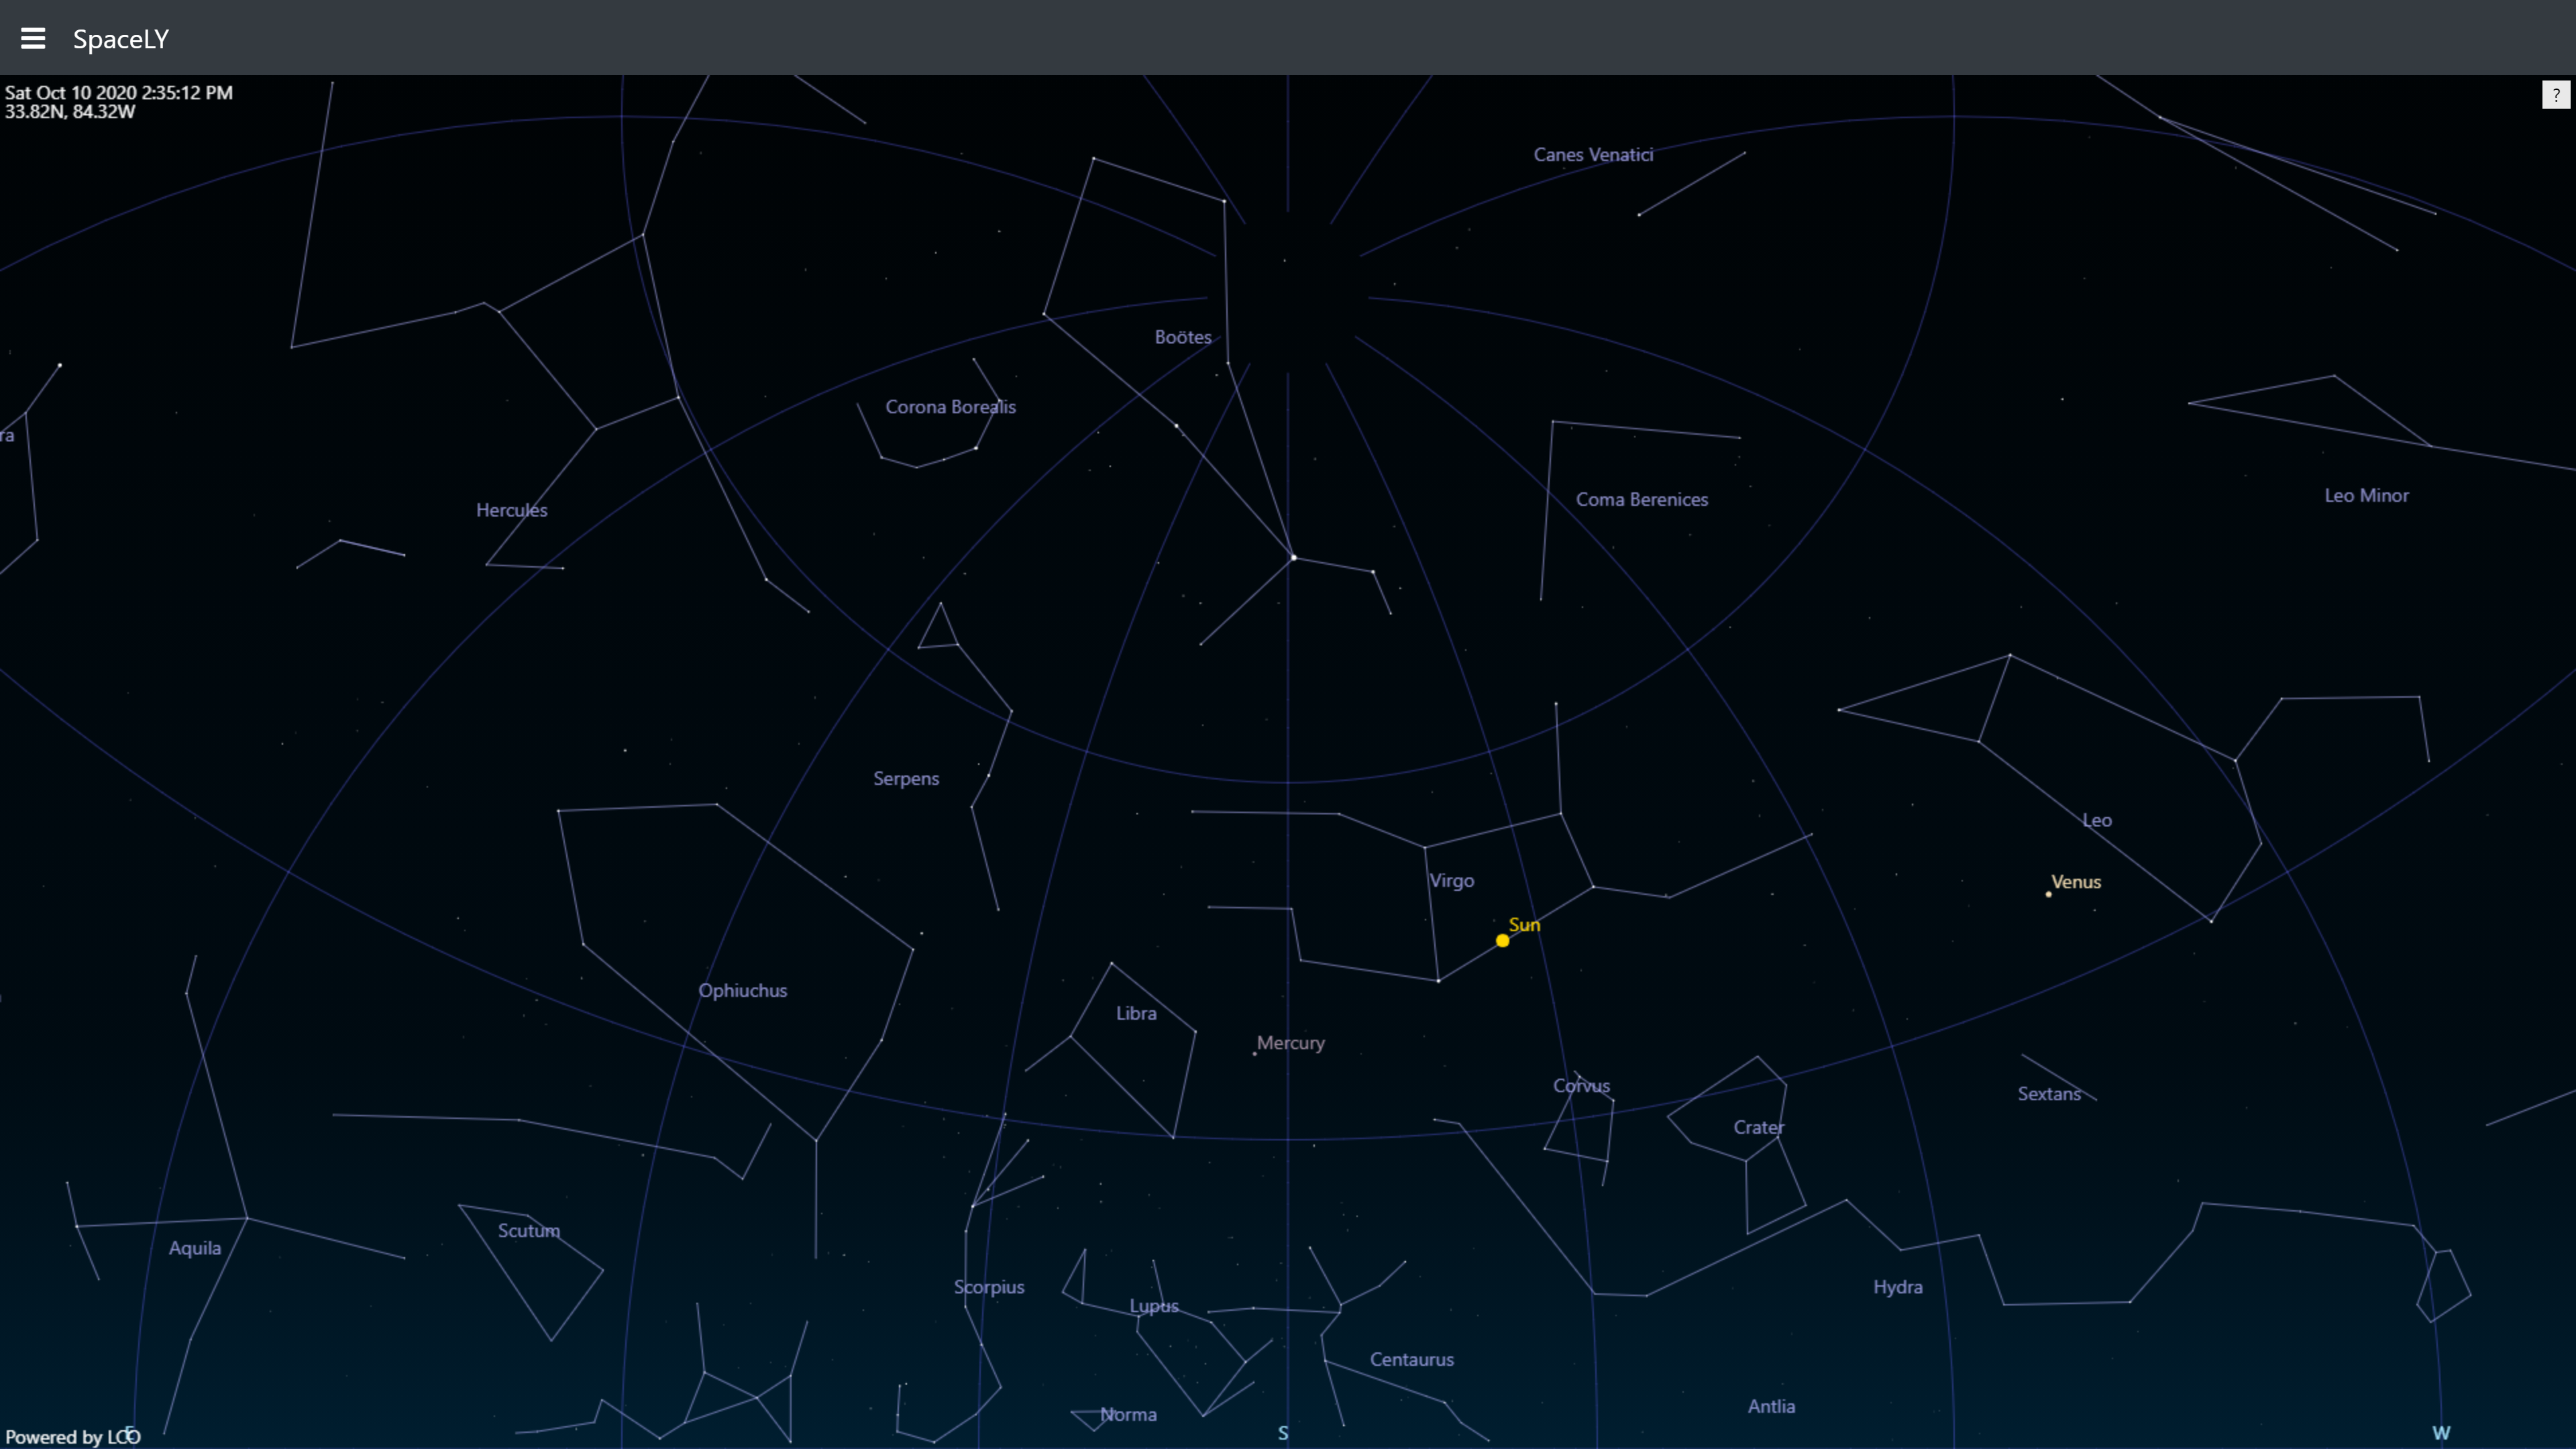 SpaceLY
Sat Oct 10 2020 2:35:12 PM
33.82N, 84.32W
?
Canes Venatici
Boötes
Corona Borealis
ra
Coma Berenices
Leo Minor
Hercules
Serpens
Leo
Virgo
Venus
Sun
Ophiuchus
Libra
Mercury
Corvus
Sextans
Crater
Scutum
Aquila
Scorpius
Hydra
Lupus
Centaurus
Antlia
Norma
E
S
W
Powered by LCO